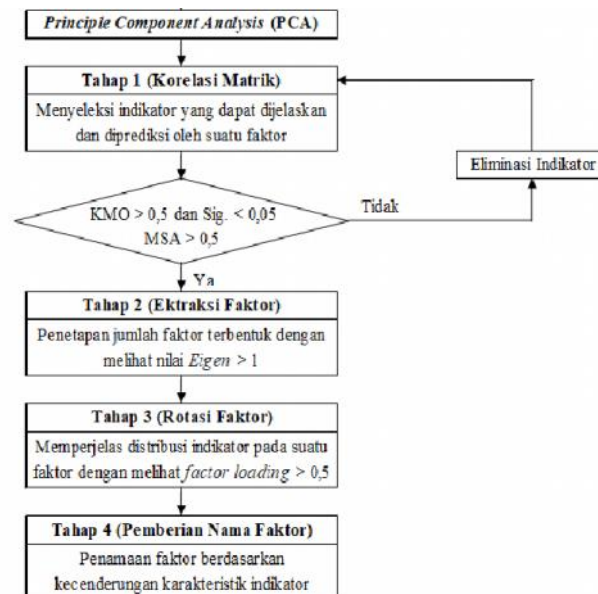 Principle Component Analysis (PCA)
Tahap 1 (Korelasi Matrik)
Menyeleksi indikator yang dapat dijelaskan
dan diprediksi oleh suatu faktor
Eliminasi Indikator
KMO > 0,5 dan Sig. < 0,05
MSA > 0,5
Tidak
Ya
Tahap 2 (Ektraksi Faktor)
Penetapan jumlah faktor terbentuk dengan
melihat nilai Eigen > 1
Tahap 3 (Rotasi Faktor)
Memperjelas distribusi indikator pada suatu
faktor dengan melihat factor loading > 0,5
Tahap 4 (Pemberian Nama Faktor)
Penamaan faktor berdasarkan
kecenderungan karakteristik indikator